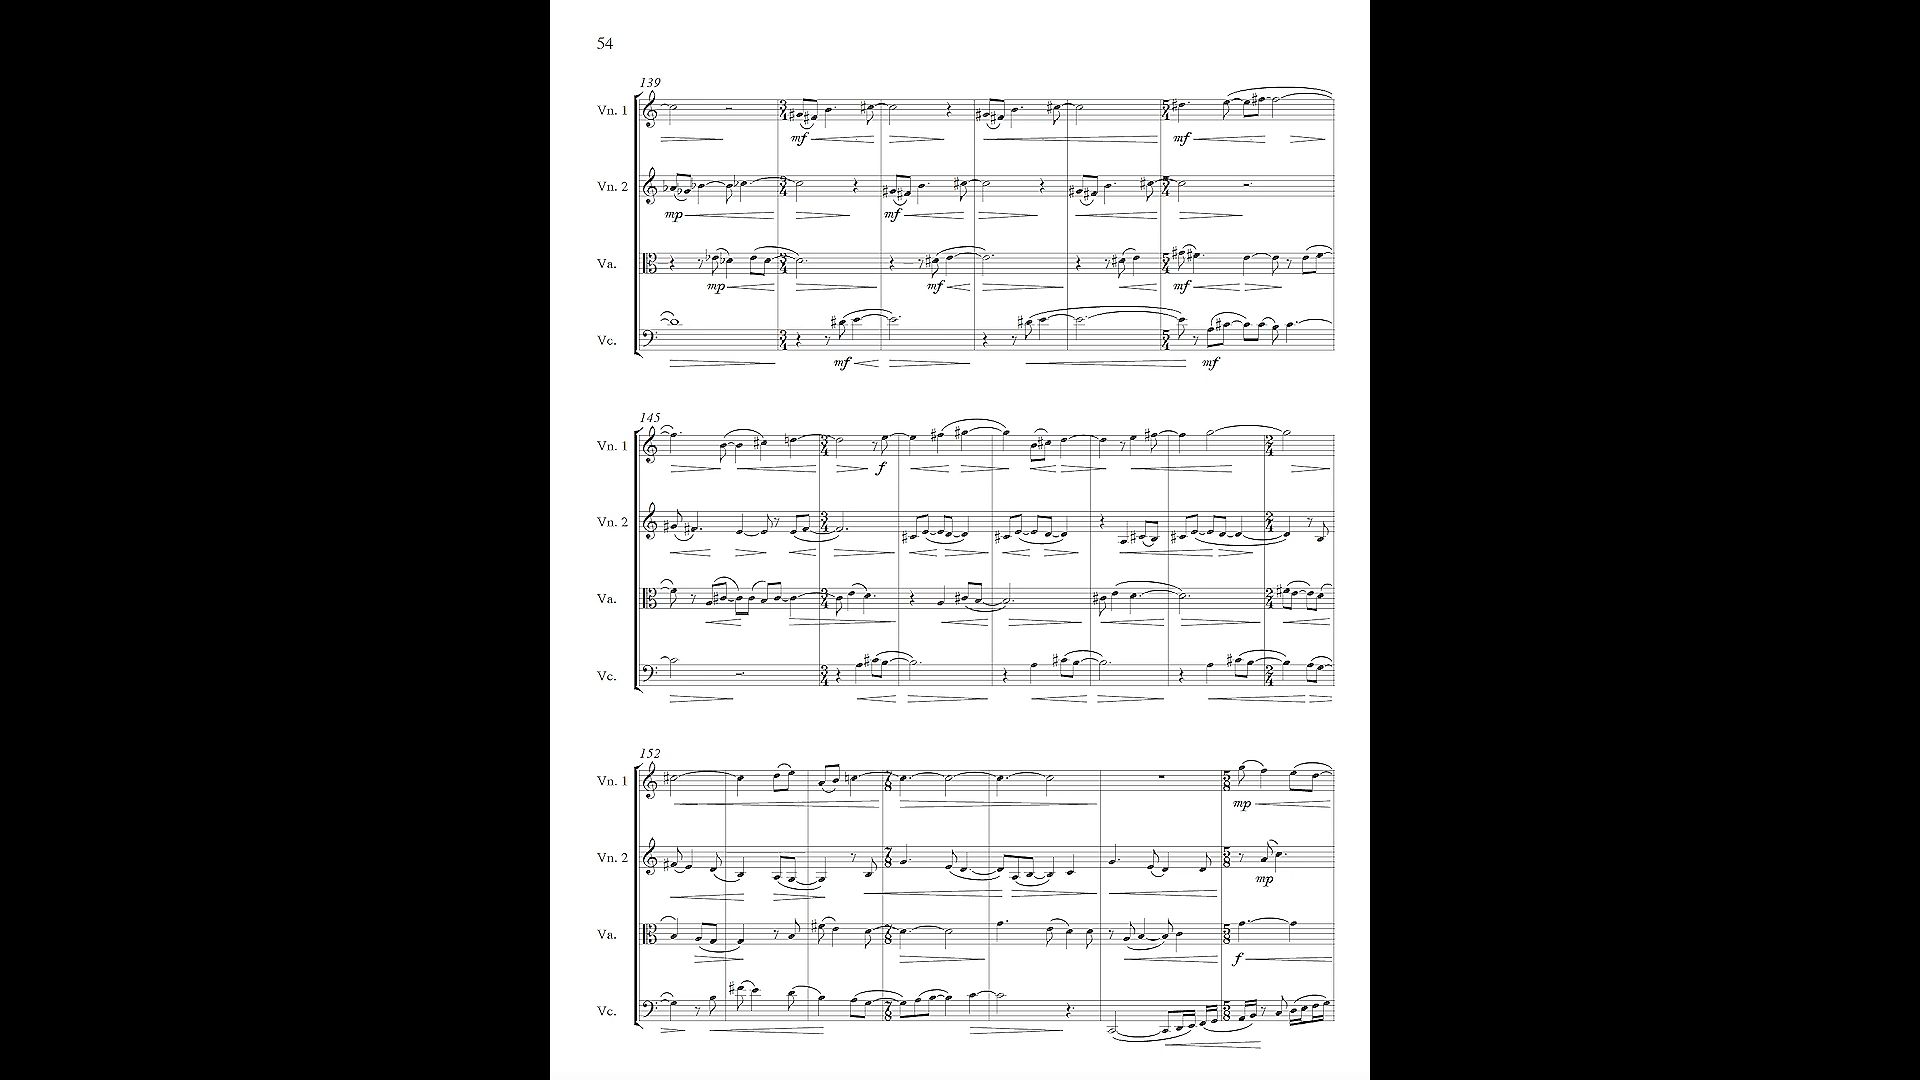 54
139
Vn. 1
mf mf
Vn. 2
mp mf
Va.
mp mf mf
Vc.
mf mf
145
Vn. 1
f
Vn. 2
Va.
Vc.
152
Vn. 1
mp
Vn. 2
mp
Va.
f
Vc.